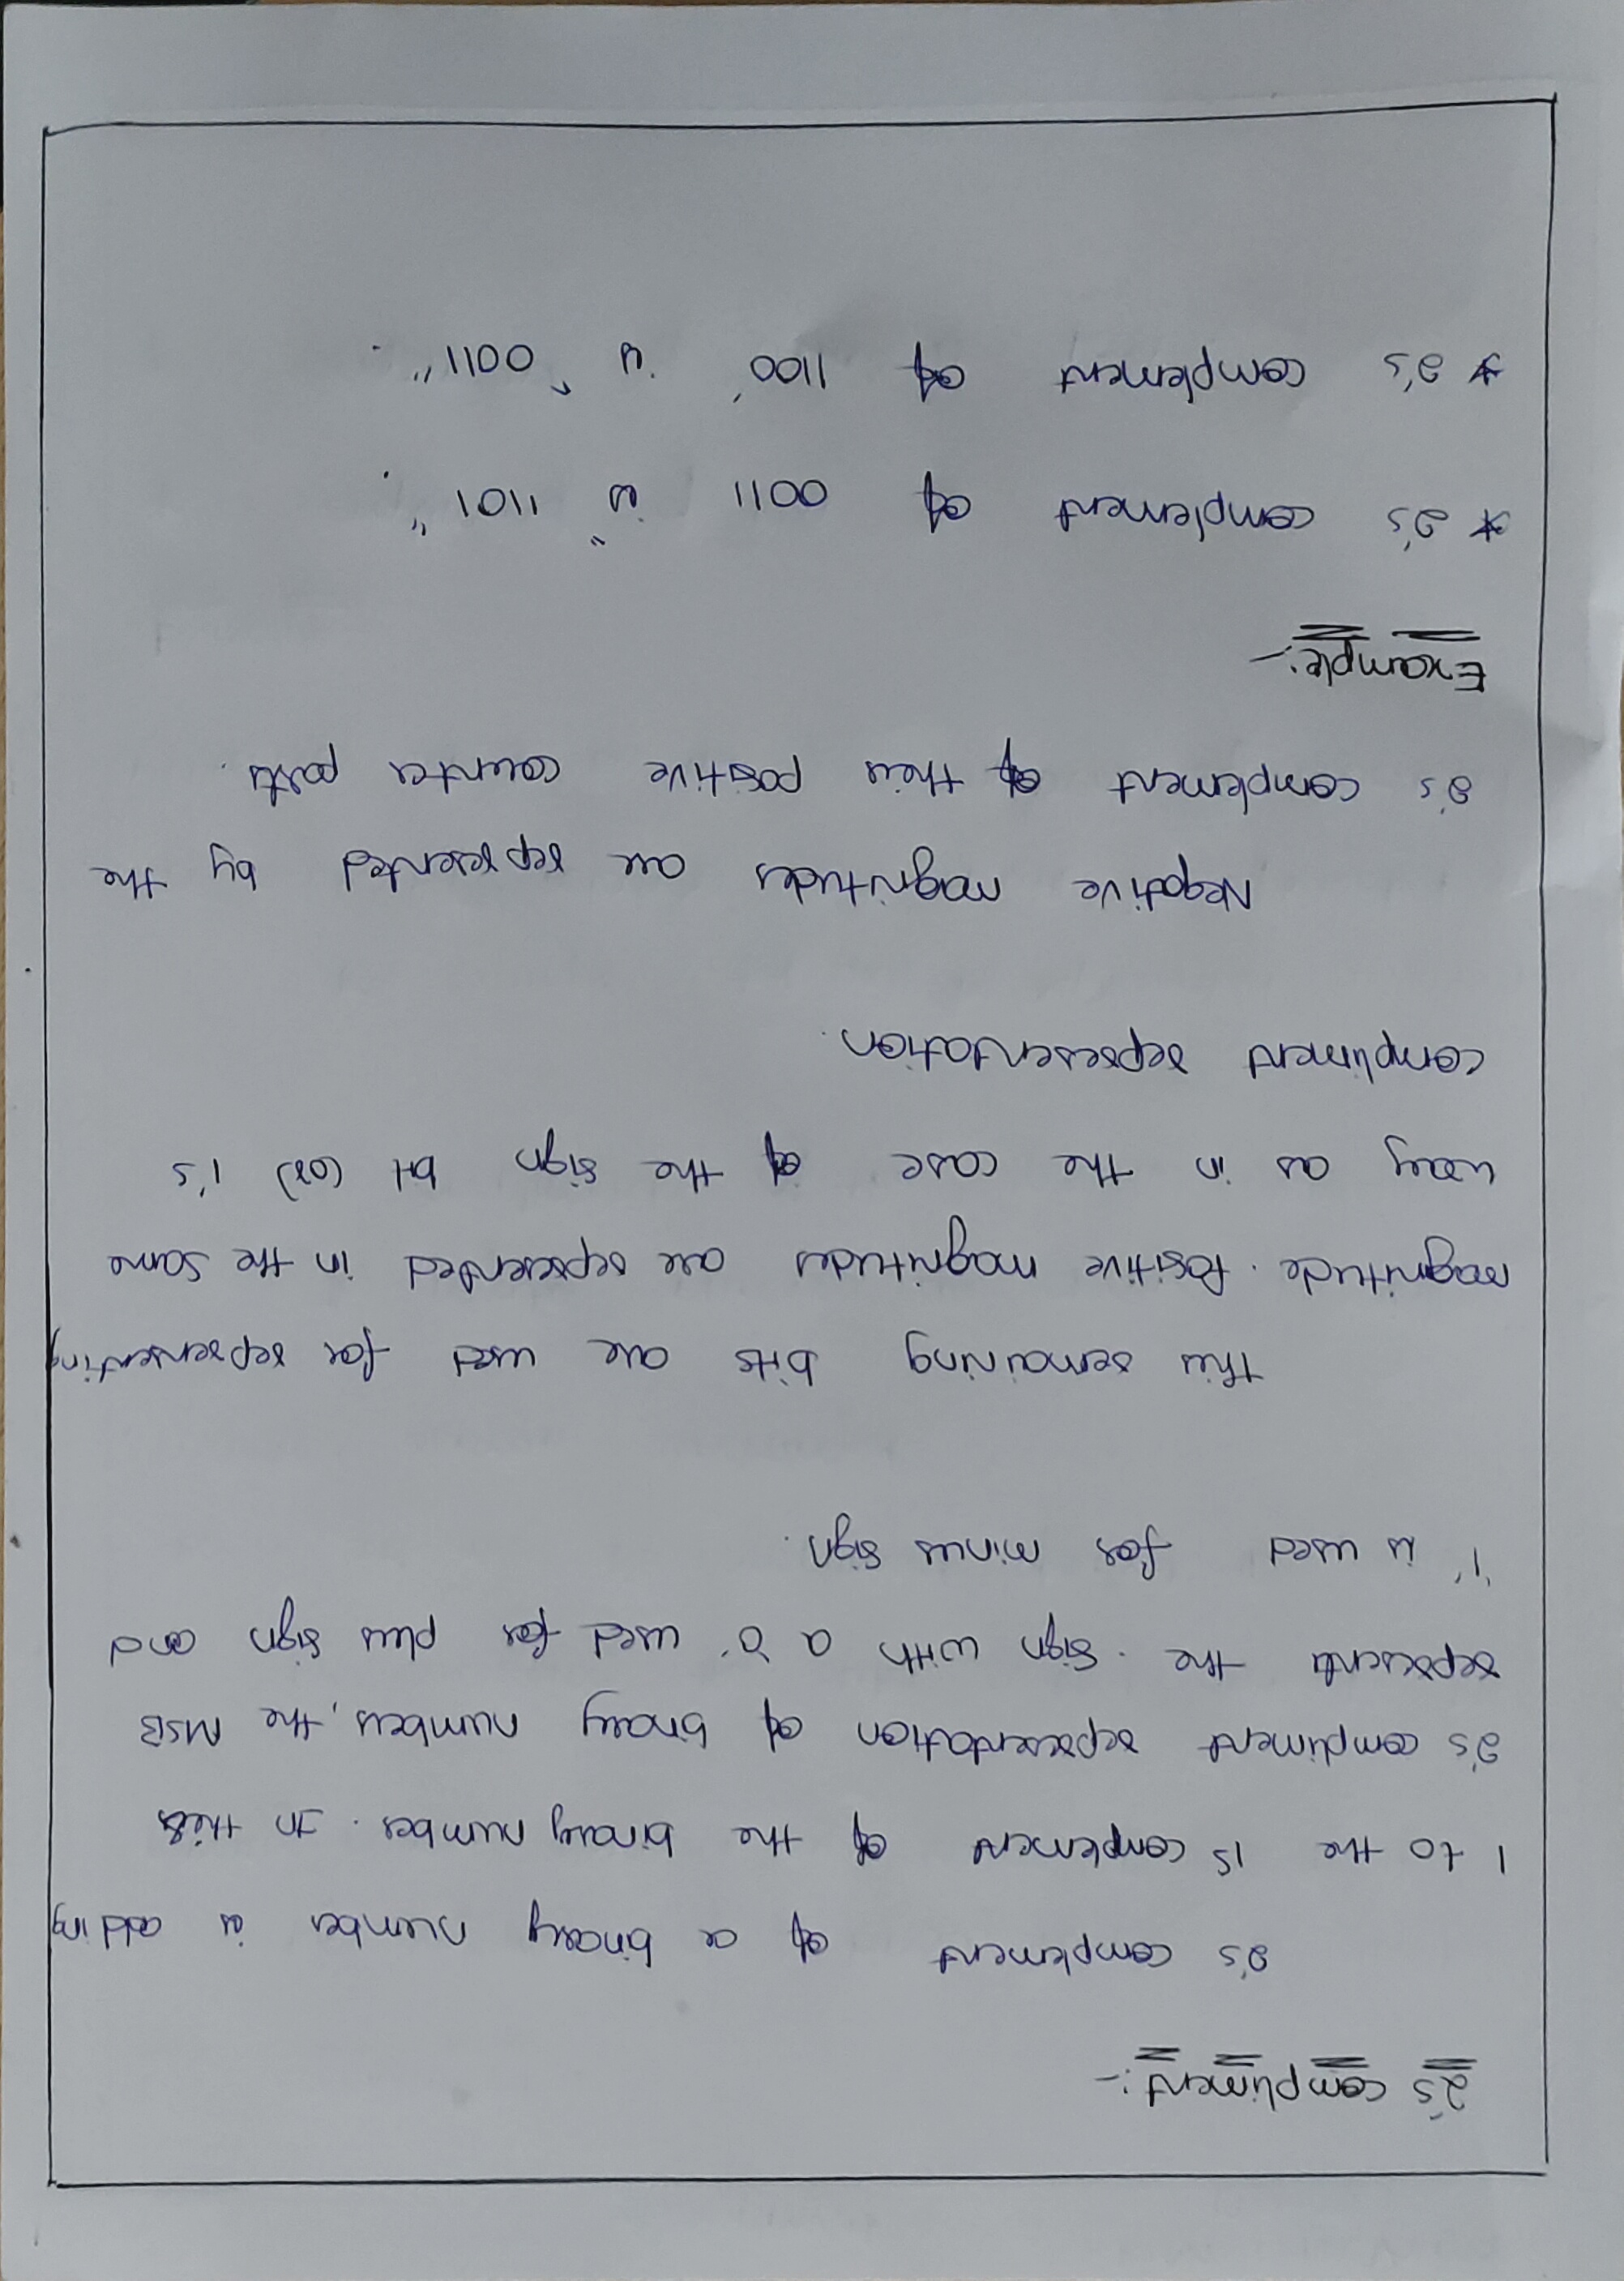 2's compliment :-
2's complement of a binary number is adding
1 to the 1s complement of the binary number. In this
2's compliment representation of binary numbers, the MSB
represents the sign. with a '0' used for plus sign and
'1' is used for minus sign.
This remaining bits are used for represensting
magnitude. Positive magnitudes are represented in the same
way as in the case of the sign bit (or) 1's
compliment representation.
Negative magnitudes are represented by the
2's complement of their positive counter parts.
Example:-
* 2's complement of 0011 is "1101".
* 2's complement of 1100' is "0011".